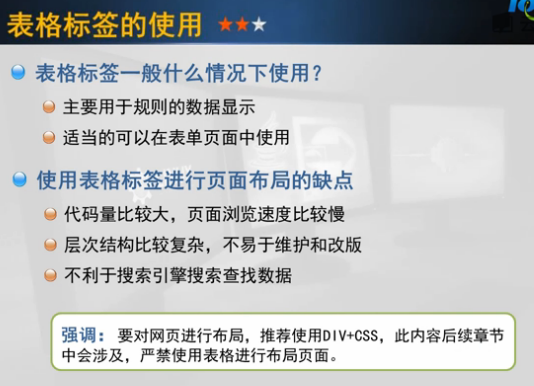 表格标签的使用
表格标签一般什么情况下使用？
主要用于规则的数据显示
适当的可以在表单页面中使用
使用表格标签进行页面布局的缺点
代码量比较大，页面浏览速度比较慢
层次结构比较复杂，不易于维护和改版
不利于搜索引擎搜索查找数据
强调： 要对网页进行布局，推荐使用DIV+CSS，此内容后续章节
中会涉及，严禁使用表格进行布局页面。